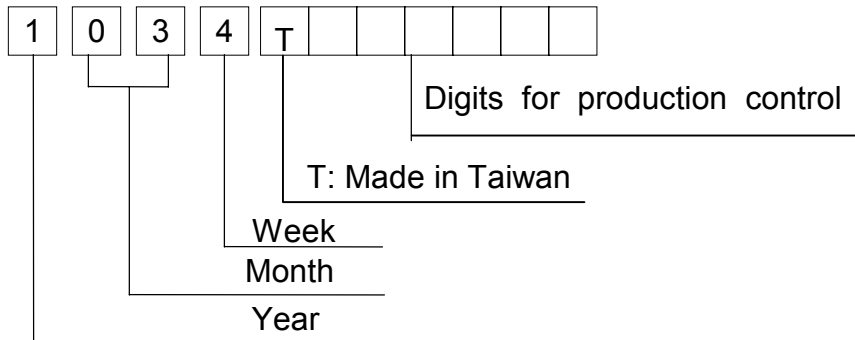 1 0 3 4 T
Digits for production control
T: Made in Taiwan
Week
Month
Year